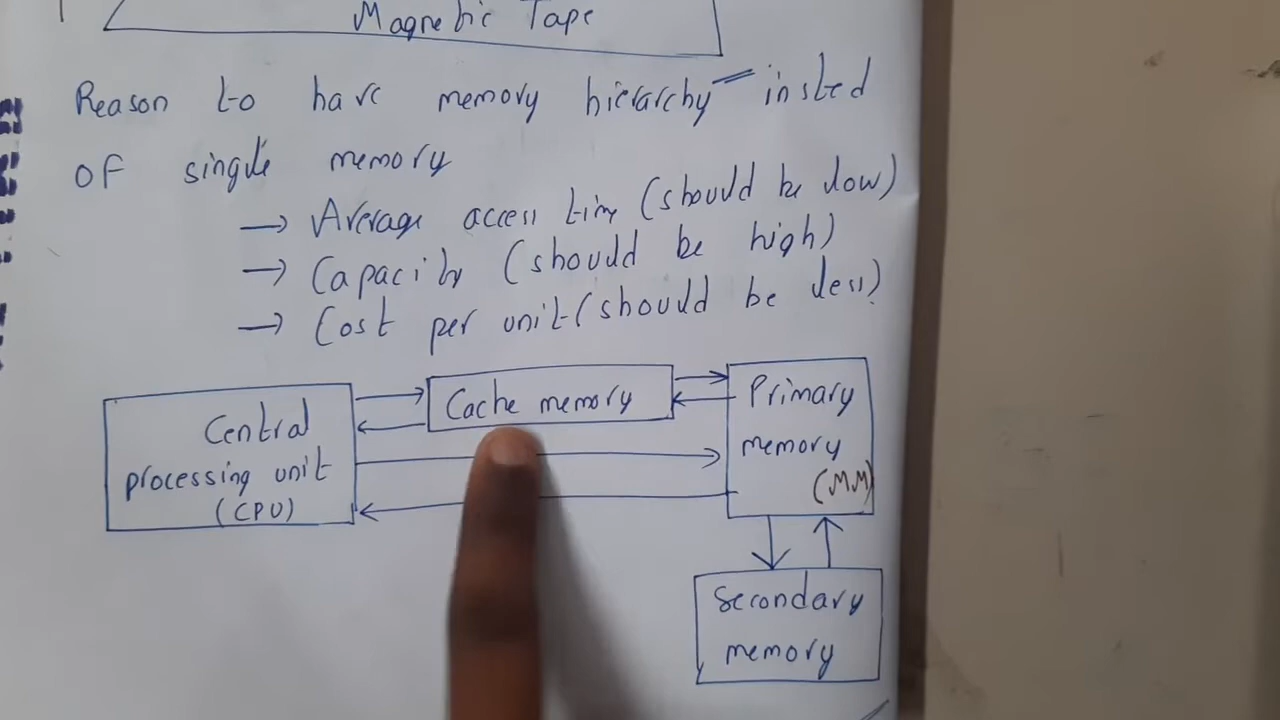 Magnetic Tape
Reason to have memory hierarchy insted
of single memory
→ Average access time (should be low)
→ Capacity (should be high)
→ Cost per unit (should be less)
Central
processing unit
(CPU)
Cache memory
Primary
memory
(MM)
Secondary
memory